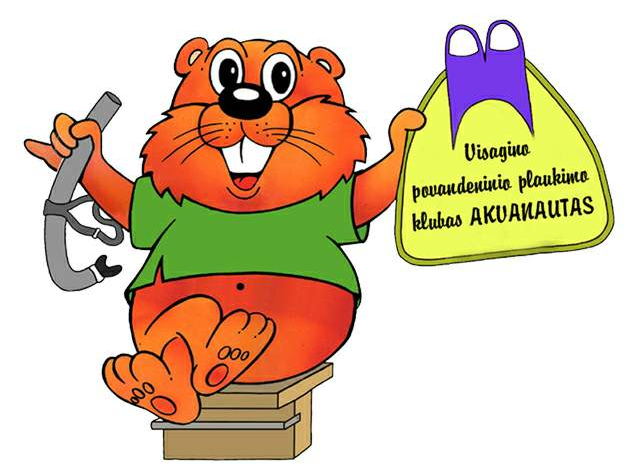 Visagino
povandeninio plaukimo
klubas AKVANAUTAS